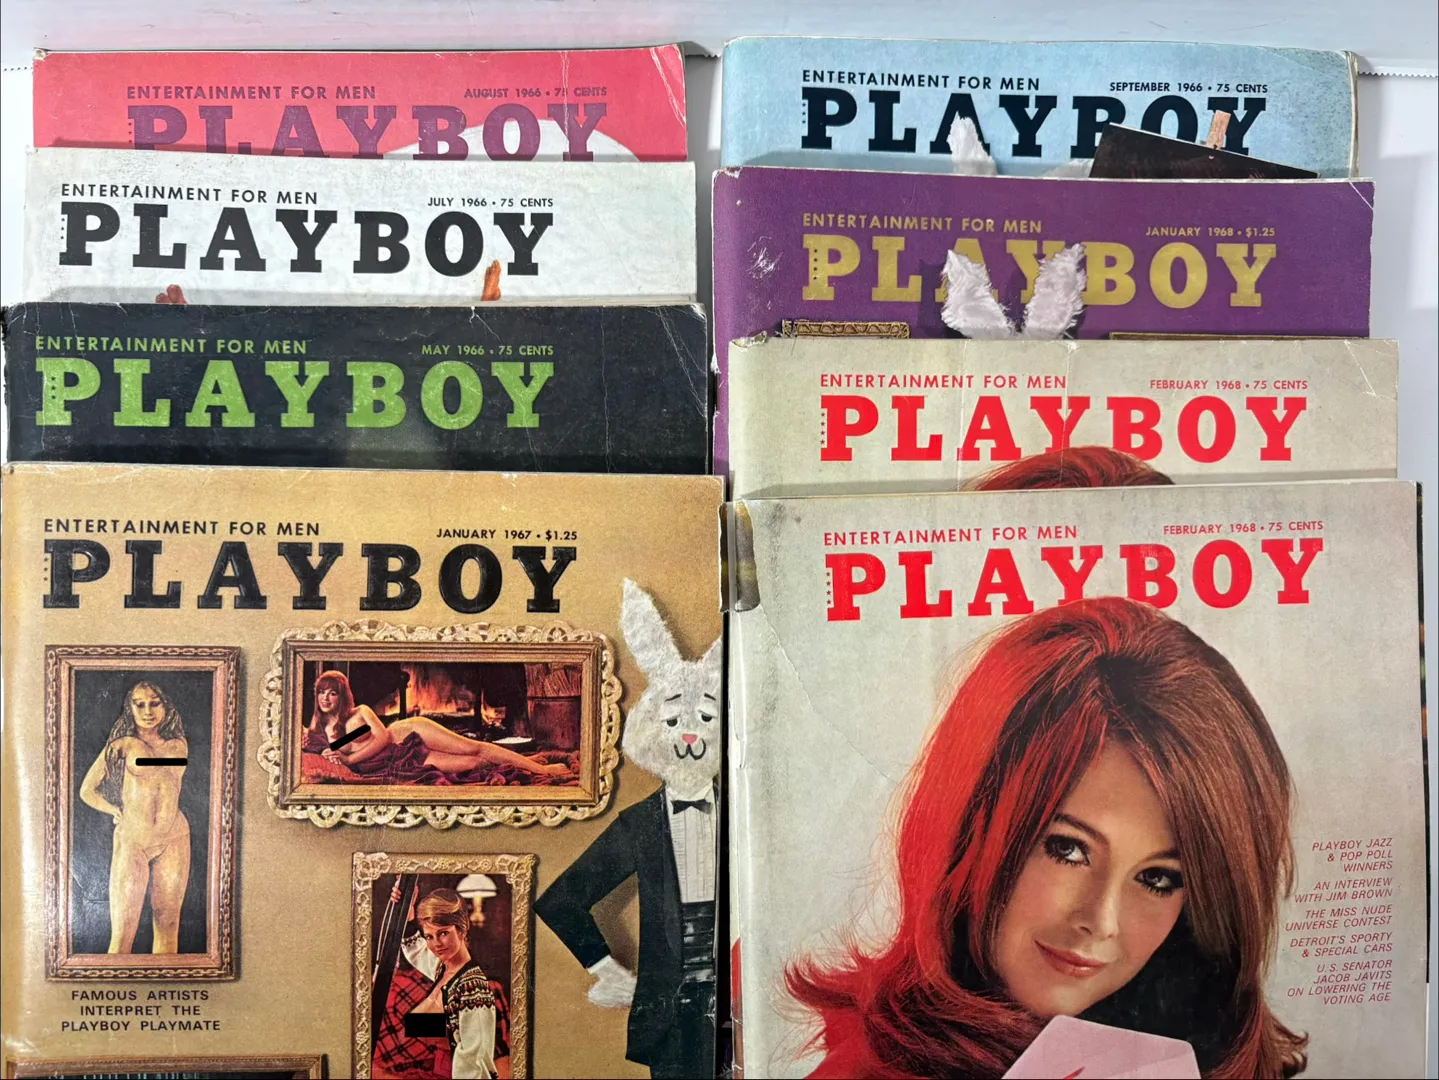 ENTERTAINMENT FOR MEN
AUGUST 1966 • 75 CENTS
PLAYBOY
ENTERTAINMENT FOR MEN
JULY 1966 • 75 CENTS
PLAYBOY
ENTERTAINMENT FOR MEN
MAY 1966 • 75 CENTS
PLAYBOY
ENTERTAINMENT FOR MEN
JANUARY 1967 • $1.25
PLAYBOY
FAMOUS ARTISTS
INTERPRET THE
PLAYBOY PLAYMATE
ENTERTAINMENT FOR MEN
SEPTEMBER 1966 • 75 CENTS
PLAYBOY
ENTERTAINMENT FOR MEN
JANUARY 1968 • $1.25
PLAYBOY
ENTERTAINMENT FOR MEN
FEBRUARY 1968 • 75 CENTS
PLAYBOY
ENTERTAINMENT FOR MEN
FEBRUARY 1968 • 75 CENTS
PLAYBOY
PLAYBOY JAZZ
& POP POLL
WINNERS
AN INTERVIEW
WITH JIM BROWN
THE MISS NUDE
UNIVERSE CONTEST
DETROIT'S SPORTY
& SPECIAL CARS
U.S. SENATOR
JACOB JAVITS
ON LOWERING THE
VOTING AGE